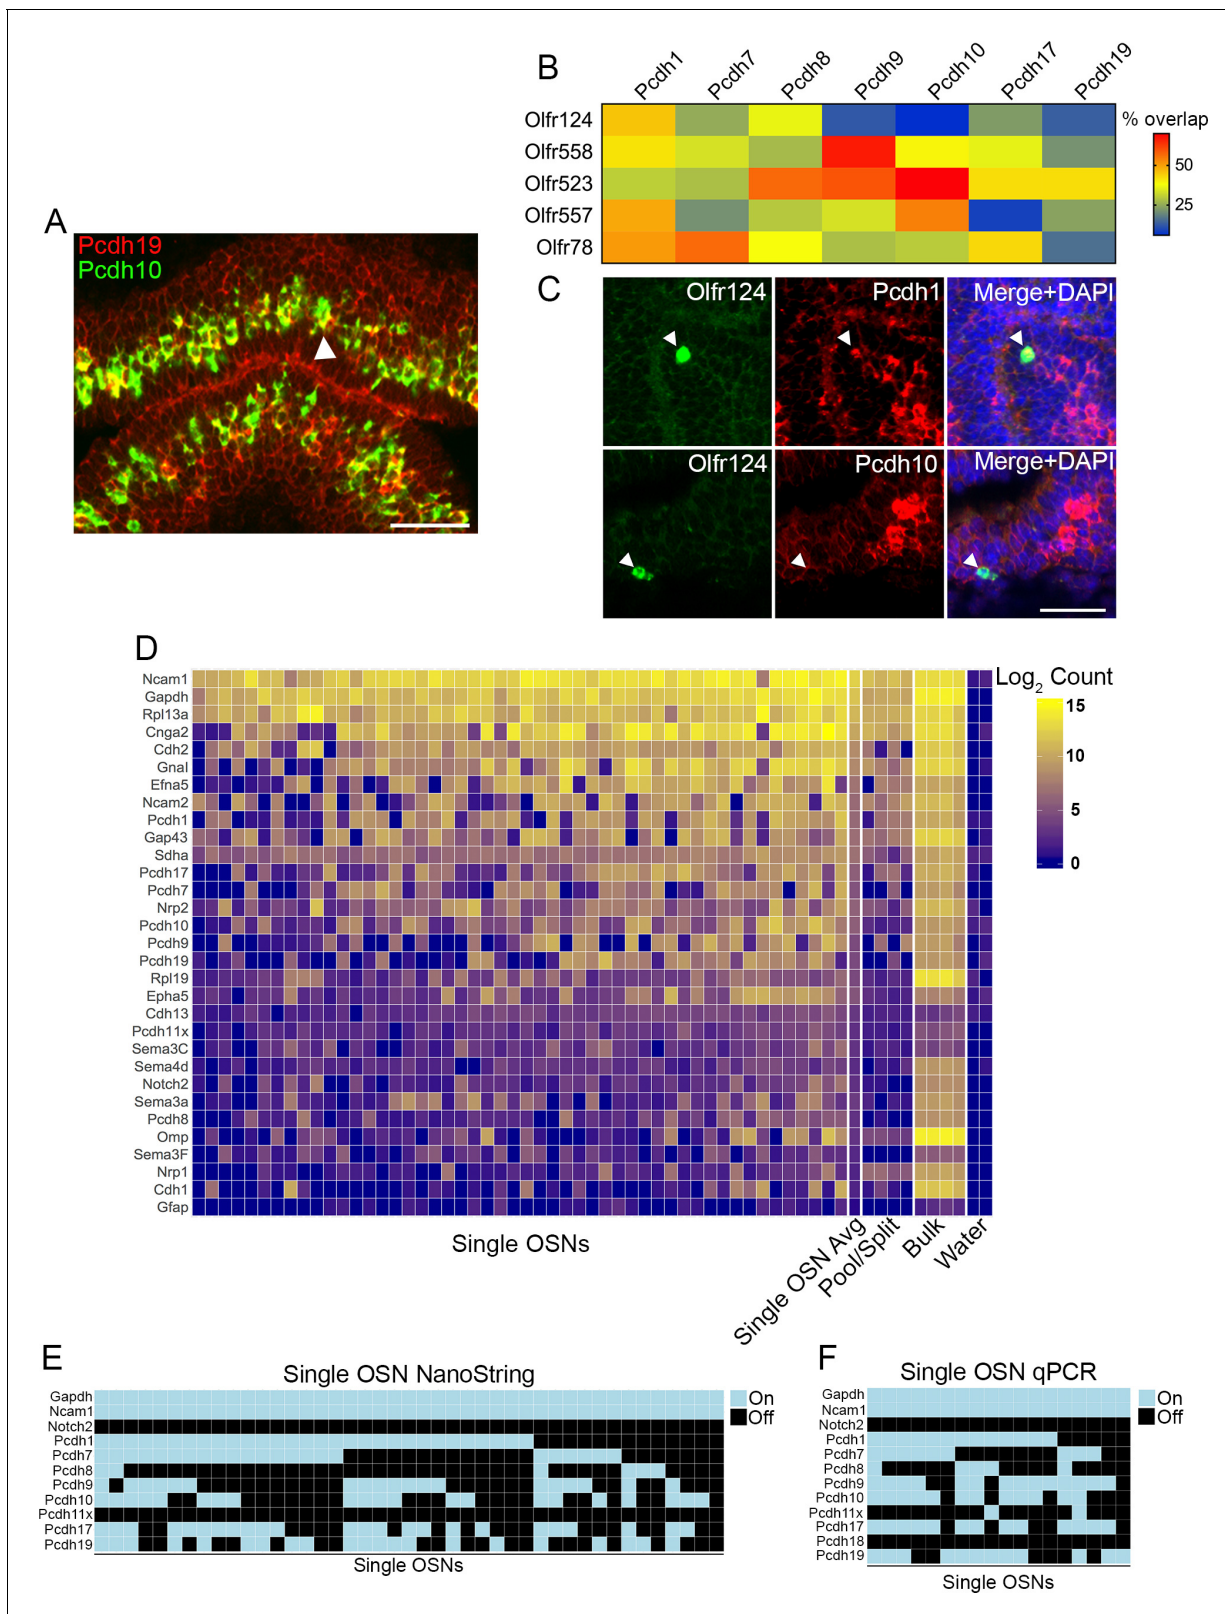 A
Pcdh19
Pcdh10
B
Pcdh1
Pcdh7
Pcdh8
Pcdh9
Pcdh10
Pcdh17
Pcdh19
Olfr124
Olfr558
Olfr523
Olfr557
Olfr78
% overlap
50
25
C
Olfr124
Pcdh1
Merge+DAPI
Olfr124
Pcdh10
Merge+DAPI
D
Ncam1
Gapdh
Rpl13a
Cnga2
Cdh2
Gnal
Efna5
Ncam2
Pcdh1
Gap43
Sdha
Pcdh17
Pcdh7
Nrp2
Pcdh10
Pcdh9
Pcdh19
Rpl19
Epha5
Cdh13
Pcdh11x
Sema3C
Sema4d
Notch2
Sema3a
Pcdh8
Omp
Sema3F
Nrp1
Cdh1
Gfap
Single OSNs
Single OSN Avg
Pool/Split
Bulk
Water
Log2 Count
15
10
5
0
E
Single OSN NanoString
Gapdh
Ncam1
Notch2
Pcdh1
Pcdh7
Pcdh8
Pcdh9
Pcdh10
Pcdh11x
Pcdh17
Pcdh19
On
Off
Single OSNs
F
Single OSN qPCR
Gapdh
Ncam1
Notch2
Pcdh1
Pcdh7
Pcdh8
Pcdh9
Pcdh10
Pcdh11x
Pcdh17
Pcdh18
Pcdh19
On
Off
Single OSNs